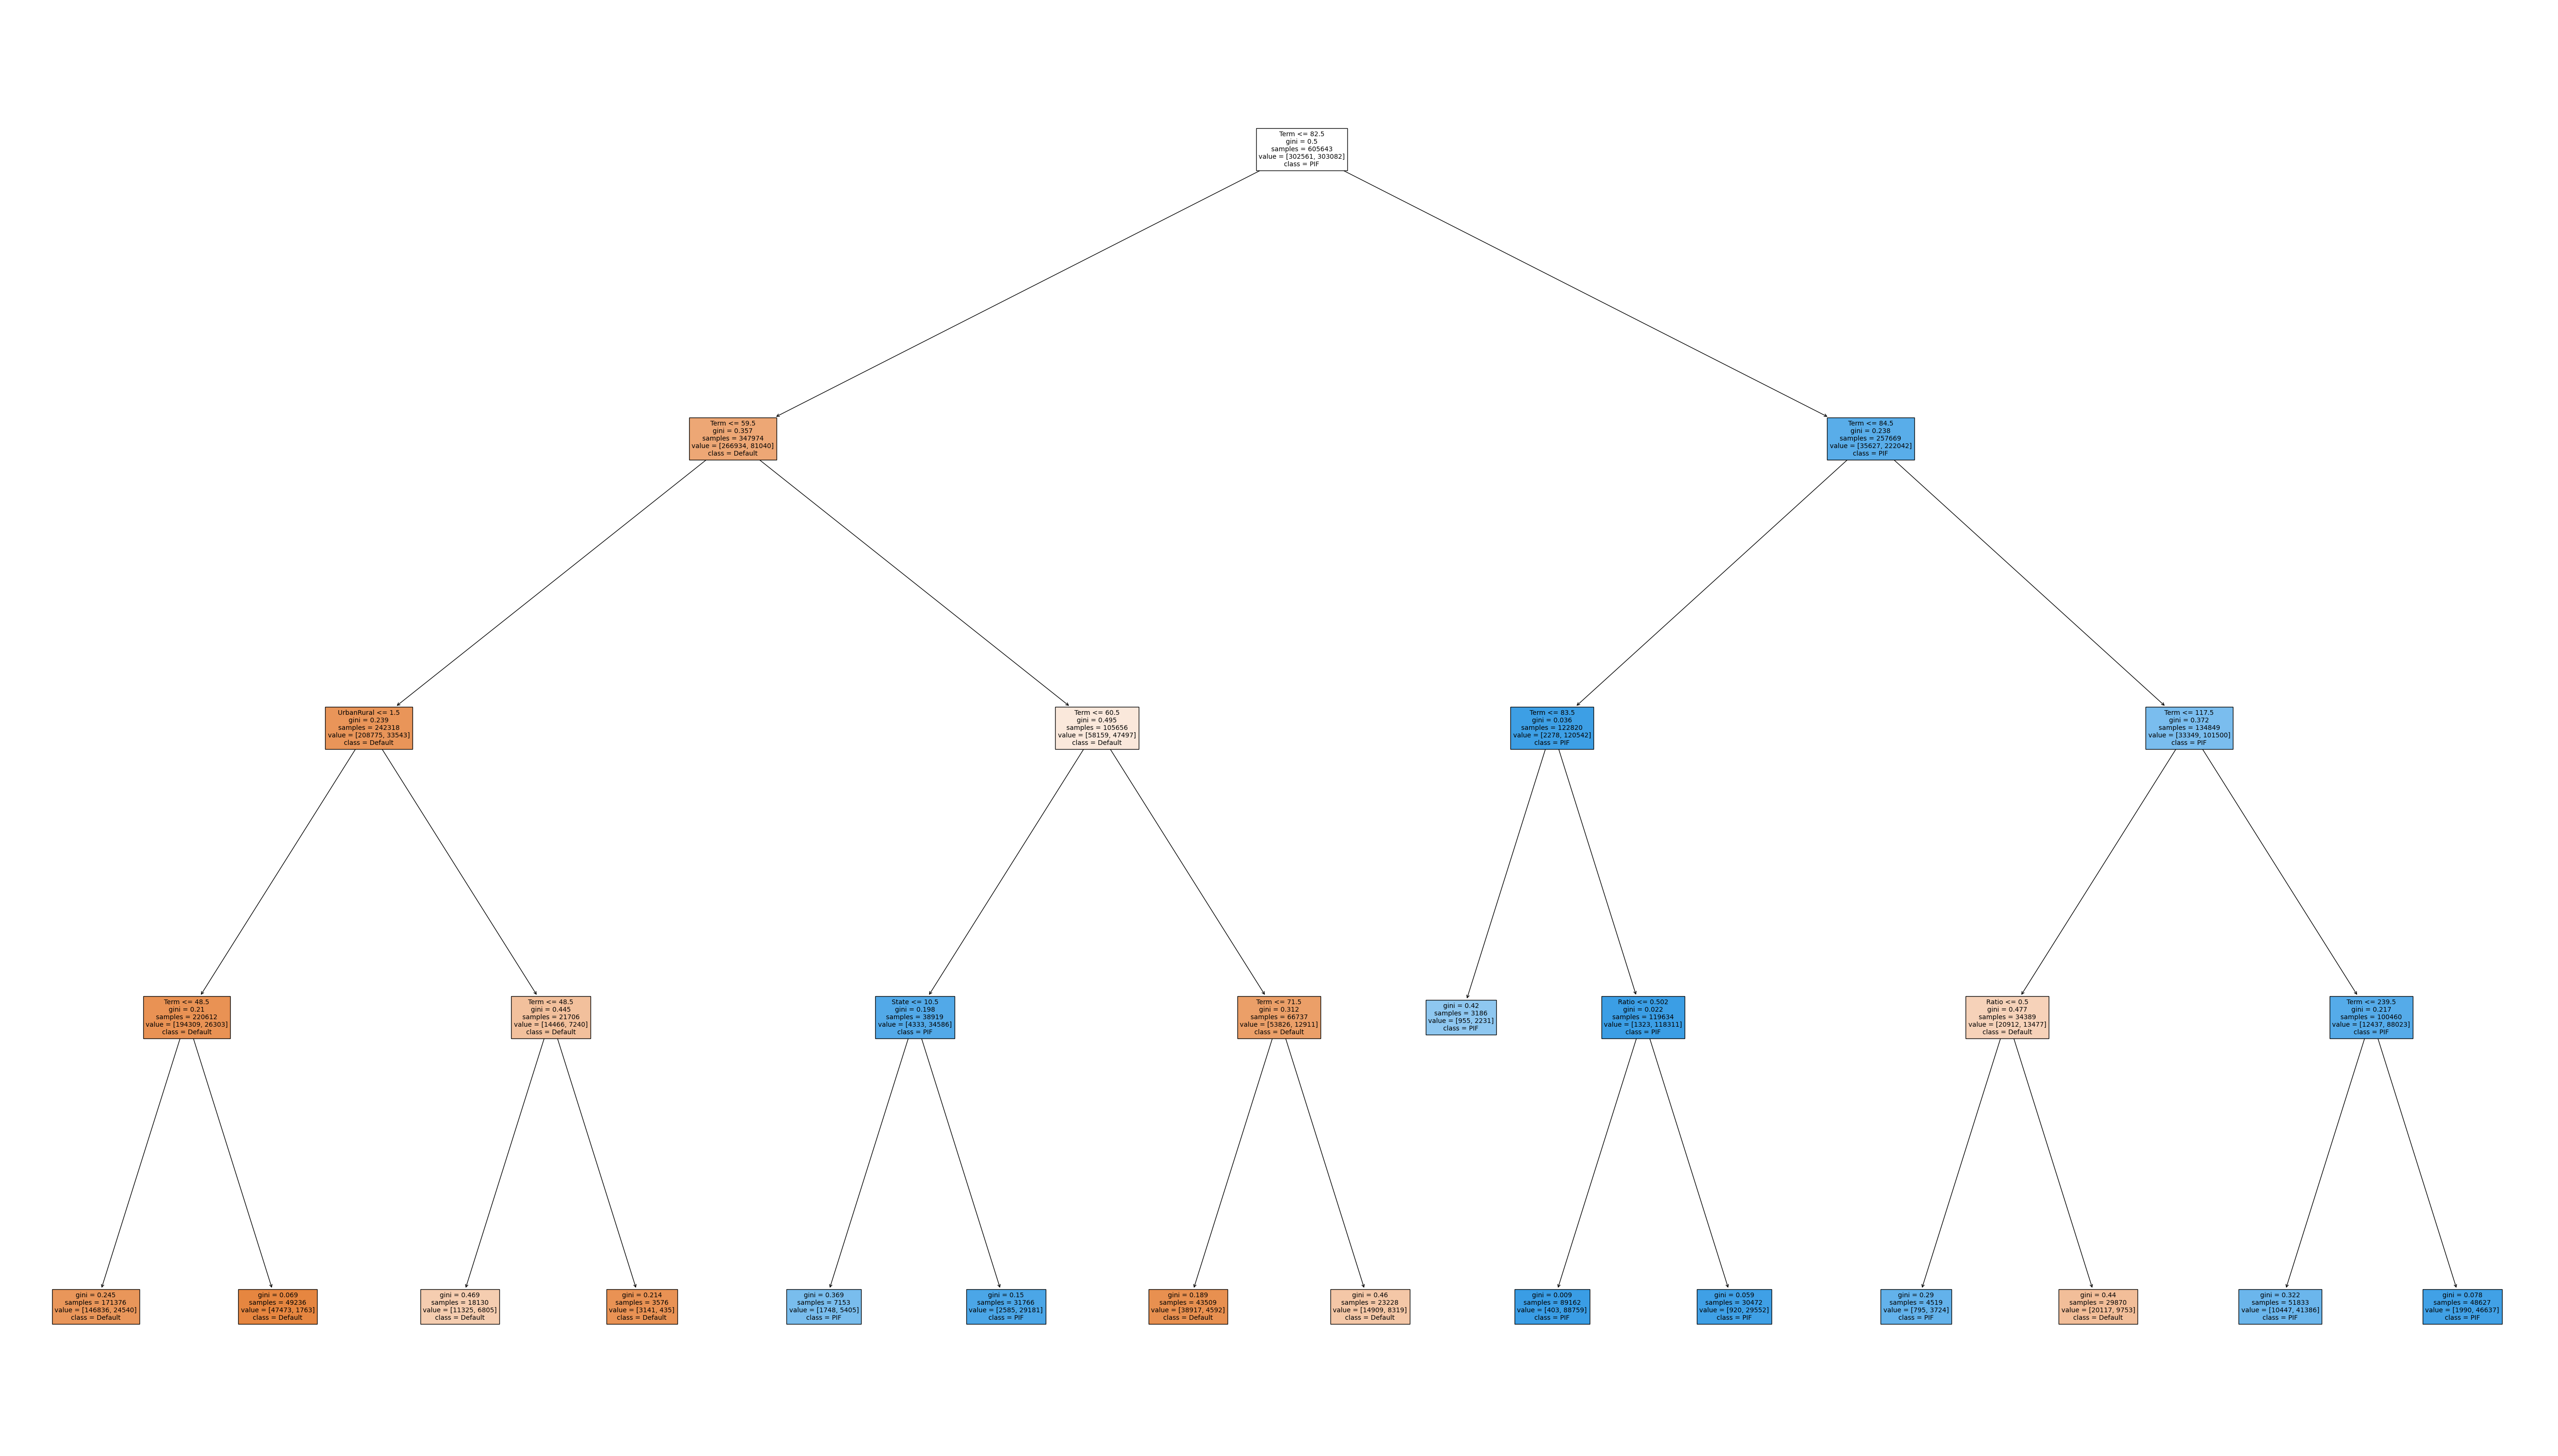 Term <= 82.5
gini = 0.5
samples = 605643
value = [302561, 303082]
class = PIF
Term <= 59.5
gini = 0.357
samples = 347974
value = [266934, 81040]
class = Default
Term <= 84.5
gini = 0.238
samples = 257669
value = [35627, 222042]
class = PIF
UrbanRural <= 1.5
gini = 0.239
samples = 242318
value = [208775, 33543]
class = Default
Term <= 60.5
gini = 0.495
samples = 105656
value = [58159, 47497]
class = Default
Term <= 83.5
gini = 0.036
samples = 122820
value = [2278, 120542]
class = PIF
Term <= 117.5
gini = 0.372
samples = 134849
value = [33349, 101500]
class = PIF
Term <= 48.5
gini = 0.21
samples = 220612
value = [194309, 26303]
class = Default
Term <= 48.5
gini = 0.445
samples = 21706
value = [14466, 7240]
class = Default
State <= 10.5
gini = 0.198
samples = 38919
value = [4333, 34586]
class = PIF
Term <= 71.5
gini = 0.312
samples = 66737
value = [53826, 12911]
class = Default
gini = 0.42
samples = 3186
value = [955, 2231]
class = PIF
Ratio <= 0.502
gini = 0.022
samples = 119634
value = [1323, 118311]
class = PIF
Ratio <= 0.5
gini = 0.477
samples = 34389
value = [20912, 13477]
class = Default
Term <= 239.5
gini = 0.217
samples = 100460
value = [12437, 88023]
class = PIF
gini = 0.245
samples = 171376
value = [146836, 24540]
class = Default
gini = 0.069
samples = 49236
value = [47473, 1763]
class = Default
gini = 0.469
samples = 18130
value = [11325, 6805]
class = Default
gini = 0.214
samples = 3576
value = [3141, 435]
class = Default
gini = 0.369
samples = 7153
value = [1748, 5405]
class = PIF
gini = 0.15
samples = 31766
value = [2585, 29181]
class = PIF
gini = 0.189
samples = 43509
value = [38917, 4592]
class = Default
gini = 0.46
samples = 23228
value = [14909, 8319]
class = Default
gini = 0.009
samples = 89162
value = [403, 88759]
class = PIF
gini = 0.059
samples = 30472
value = [920, 29552]
class = PIF
gini = 0.29
samples = 4519
value = [795, 3724]
class = PIF
gini = 0.44
samples = 29870
value = [20117, 9753]
class = Default
gini = 0.322
samples = 51833
value = [10447, 41386]
class = PIF
gini = 0.078
samples = 48627
value = [1990, 46637]
class = PIF